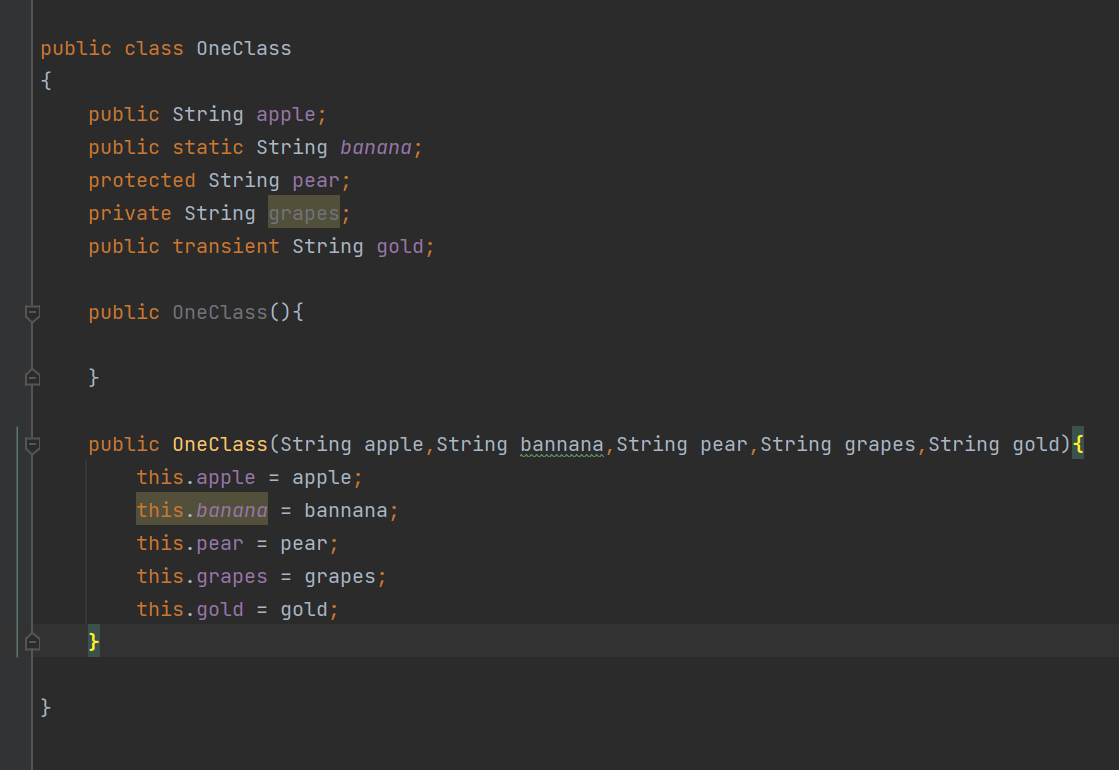 public class OneClass
{
    public String apple;
    public static String banana;
    protected String pear;
    private String grapes;
    public transient String gold;
    public OneClass(){
    }
    public OneClass(String apple,String bannana,String pear,String grapes,String gold){
        this.apple = apple;
        this.banana = bannana;
        this.pear = pear;
        this.grapes = grapes;
        this.gold = gold;
    }
}